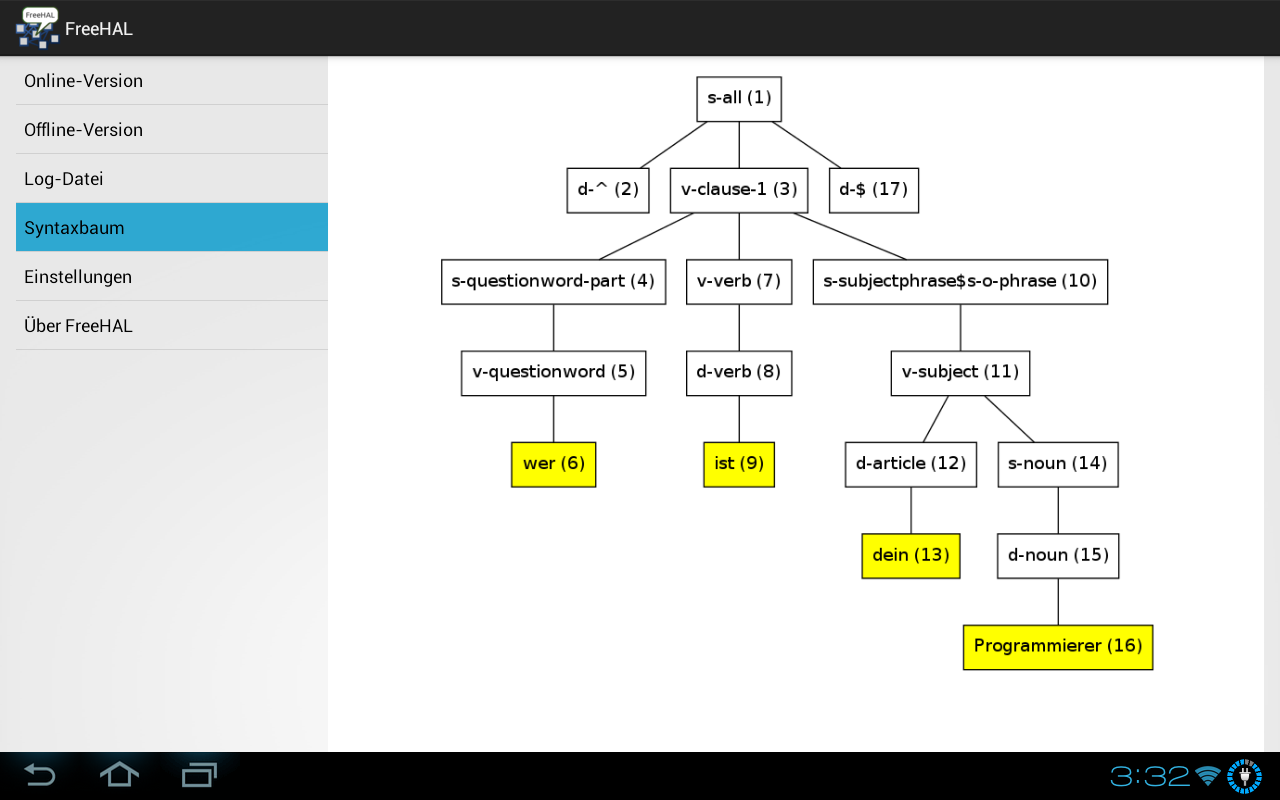 FreeHAL
FreeHAL
Online-Version
Offline-Version
Log-Datei
Syntaxbaum
Einstellungen
Über FreeHAL
s-all (1)
d-^ (2)
v-clause-1 (3)
d-$ (17)
s-questionword-part (4)
v-verb (7)
s-subjectphrase$s-o-phrase (10)
v-questionword (5)
d-verb (8)
v-subject (11)
wer (6)
ist (9)
d-article (12)
s-noun (14)
dein (13)
d-noun (15)
Programmierer (16)
3:32